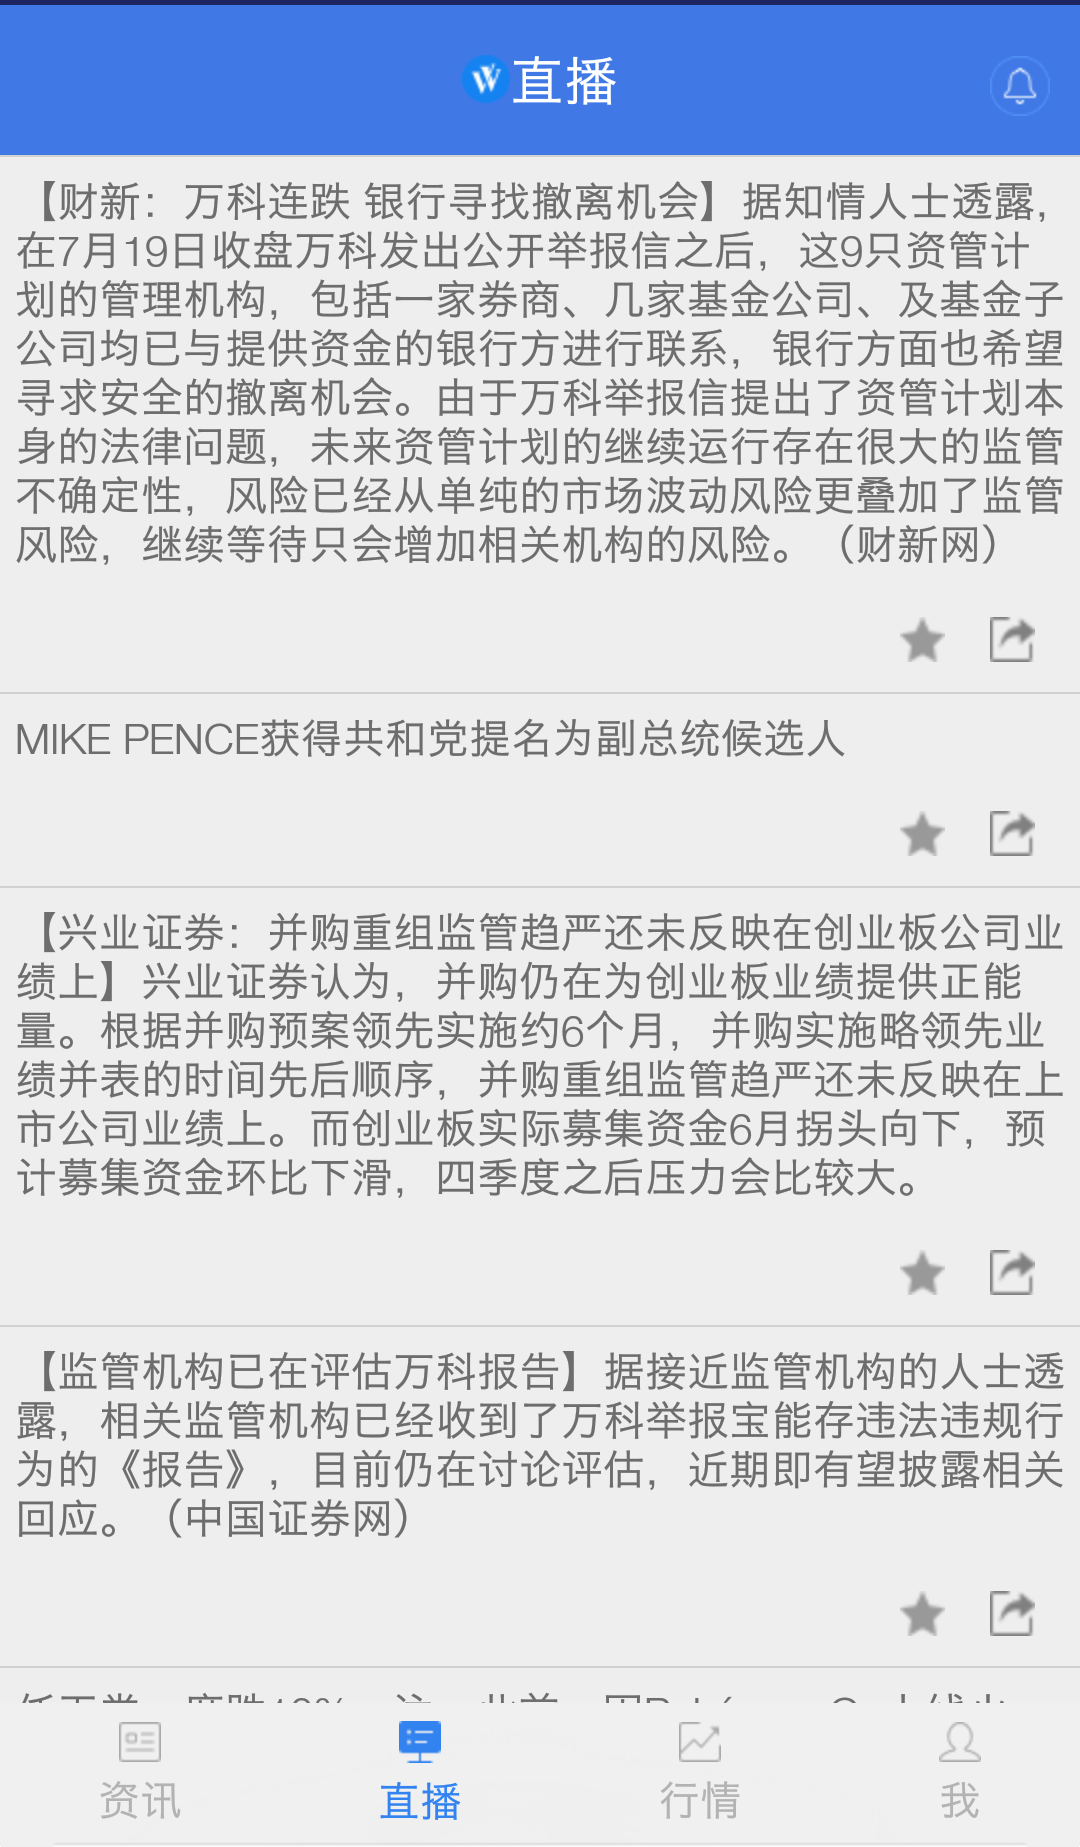 直播
【财新：万科连跌 银行寻找撤离机会】据知情人士透露，
在7月19日收盘万科发出公开举报信之后，这9只资管计
划的管理机构，包括一家券商、几家基金公司、及基金子
公司均已与提供资金的银行方进行联系，银行方面也希望
寻求安全的撤离机会。由于万科举报信提出了资管计划本
身的法律问题，未来资管计划的继续运行存在很大的监管
不确定性，风险已经从单纯的市场波动风险更叠加了监管
风险，继续等待只会增加相关机构的风险。（财新网）
MIKE PENCE获得共和党提名为副总统候选人
【兴业证券：并购重组监管趋严还未反映在创业板公司业
绩上】兴业证券认为，并购仍在为创业板业绩提供正能
量。根据并购预案领先实施约6个月，并购实施略领先业
绩并表的时间先后顺序，并购重组监管趋严还未反映在上
市公司业绩上。而创业板实际募集资金6月拐头向下，预
计募集资金环比下滑，四季度之后压力会比较大。
【监管机构已在评估万科报告】据接近监管机构的人士透
露，相关监管机构已经收到了万科举报宝能存违法违规行
为的《报告》，目前仍在讨论评估，近期即有望披露相关
回应。（中国证券网）
资讯
直播
行情
我